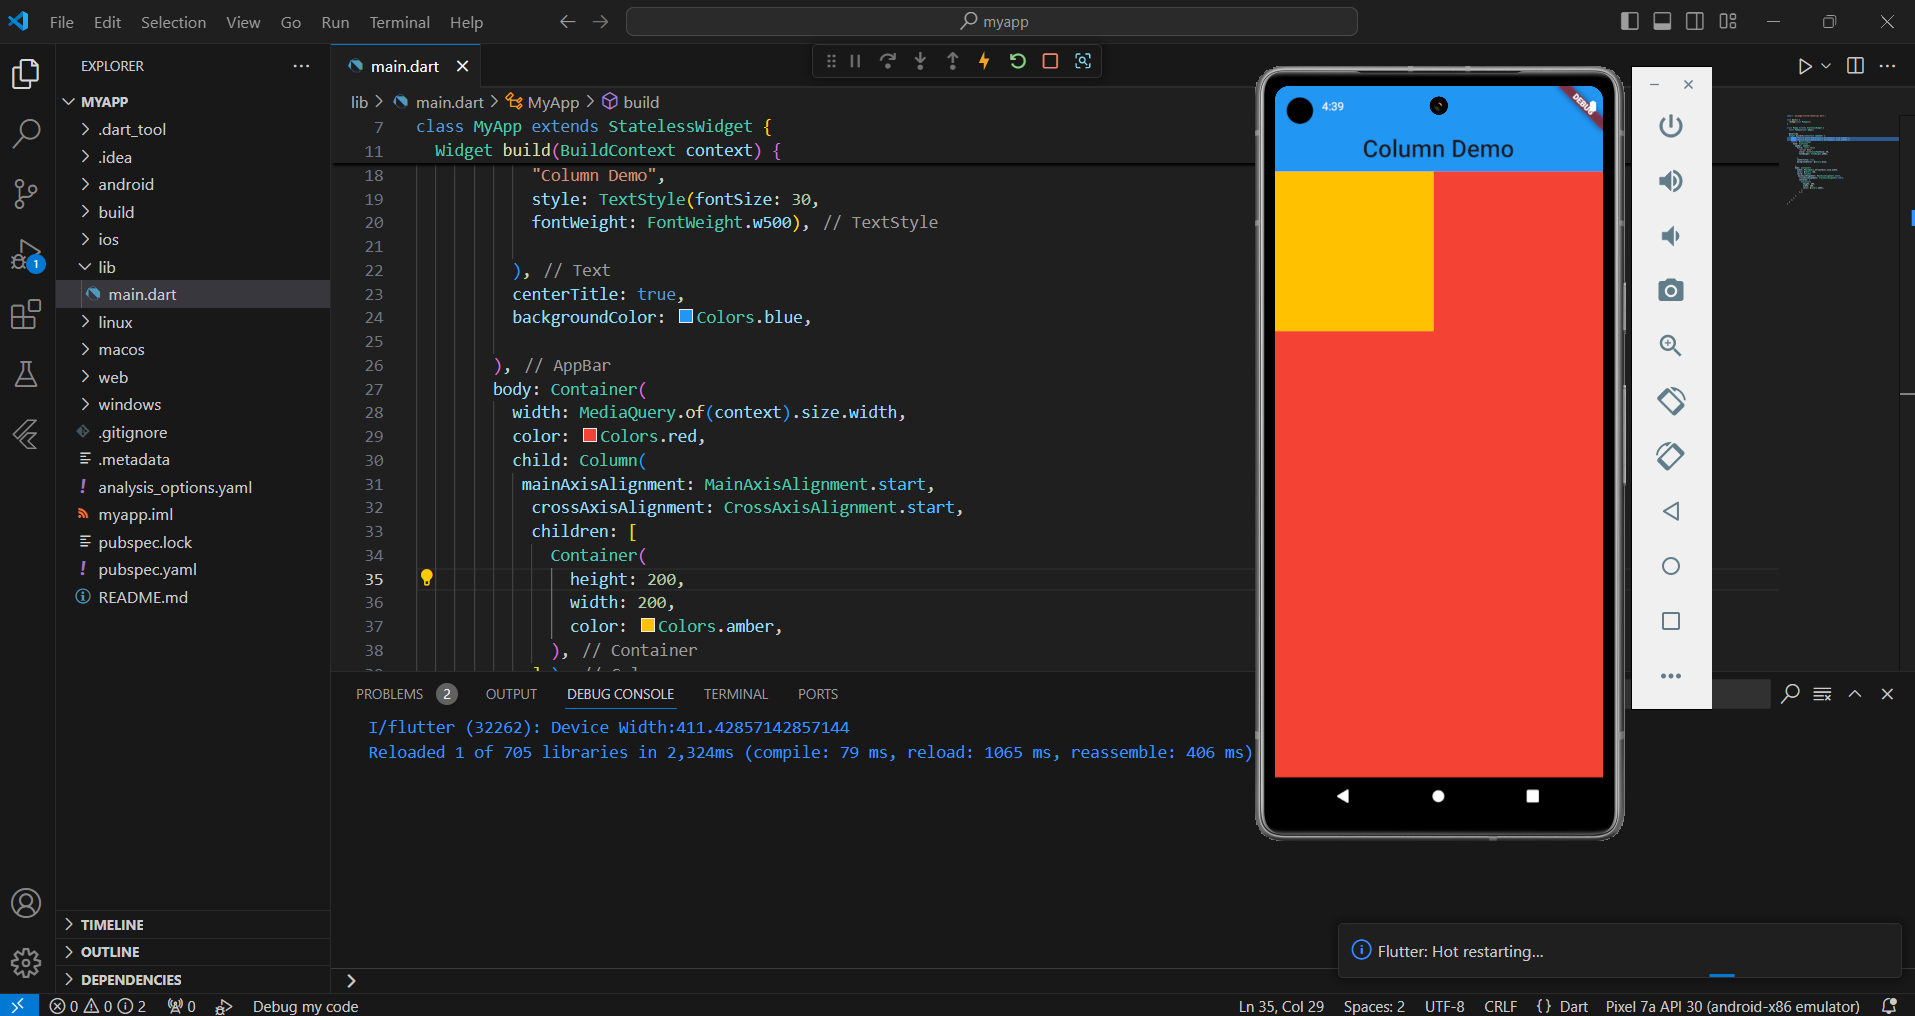 File Edit Selection View Go Run Terminal Help
myapp
EXPLORER
MYAPP
.dart_tool
.idea
android
build
ios
lib
main.dart
linux
macos
web
windows
.gitignore
.metadata
analysis_options.yaml
myapp.iml
pubspec.lock
pubspec.yaml
README.md
TIMELINE
OUTLINE
DEPENDENCIES
main.dart
lib > main.dart > MyApp > build
7 class MyApp extends StatelessWidget {
11 Widget build(BuildContext context) {
18 "Column Demo",
19 style: TextStyle(fontSize: 30,
20 fontWeight: FontWeight.w500), // TextStyle
21
22 ), // Text
23 centerTitle: true,
24 backgroundColor: Colors.blue,
25
26 ), // AppBar
27 body: Container(
28 width: MediaQuery.of(context).size.width,
29 color: Colors.red,
30 child: Column(
31 mainAxisAlignment: MainAxisAlignment.start,
32 crossAxisAlignment: CrossAxisAlignment.start,
33 children: [
34 Container(
35 height: 200,
36 width: 200,
37 color: Colors.amber,
38 ), // Container
4:39
DEBUG
Column Demo
PROBLEMS 2 OUTPUT DEBUG CONSOLE TERMINAL PORTS
I/flutter (32262): Device Width:411.42857142857144
Reloaded 1 of 705 libraries in 2,324ms (compile: 79 ms, reload: 1065 ms, reassemble: 406 ms)
Flutter: Hot restarting...
1
0 0 2 0 Debug my code Ln 35, Col 29 Spaces: 2 UTF-8 CRLF { } Dart Pixel 7a API 30 (android-x86 emulator)